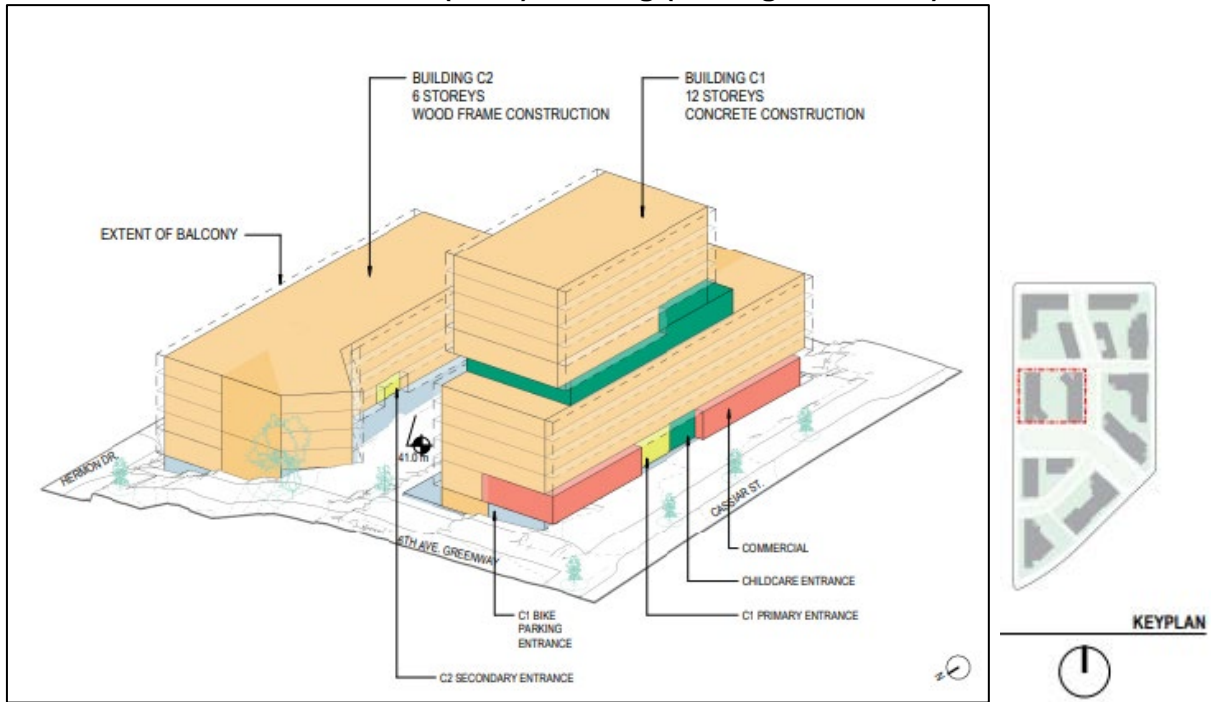 BUILDING C2
6 STOREYS
WOOD FRAME CONSTRUCTION
BUILDING C1
12 STOREYS
CONCRETE CONSTRUCTION
EXTENT OF BALCONY
41.0 m
HERMON DR.
6TH AVE. GREENWAY
CASSIAR ST.
COMMERCIAL
CHILDCARE ENTRANCE
C1 PRIMARY ENTRANCE
C1 BIKE
PARKING
ENTRANCE
C2 SECONDARY ENTRANCE
N
KEYPLAN